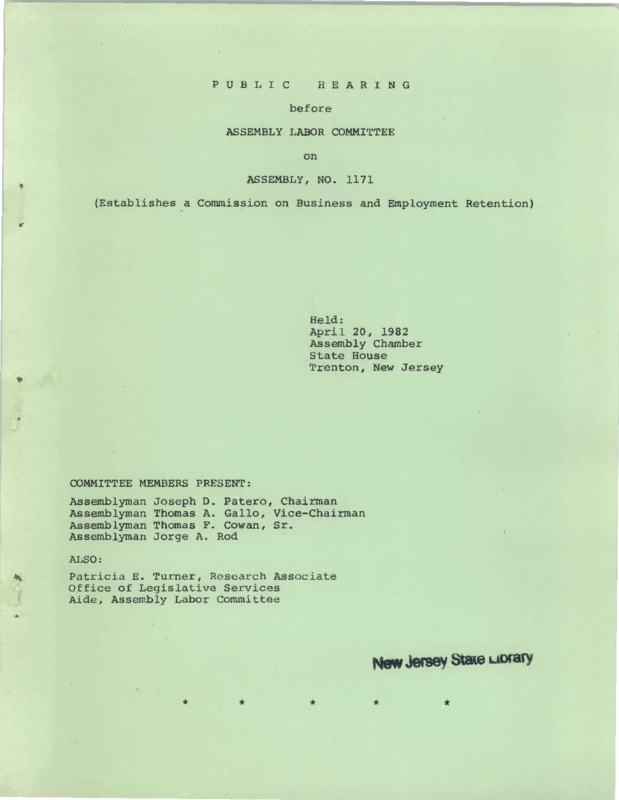 PUBLIC HEARING
before
ASSEMBLY LABOR COMMITTEE
on
ASSEMBLY, NO. 1171
(Establishes a Commission on Business and Employment Retention)
Held:
April 20, 1982
Assembly Chamber
State House
Trenton, New Jersey
COMMITTEE MEMBERS PRESENT:
Assemblyman Joseph D. Patero, Chairman
Assemblyman Thomas A. Gallo, Vice-Chairman
Assemblyman Thomas F. Cowan, Sr.
Assemblyman Jorge A. Rod
ALSO:
Patricia E. Turner, Research Associate
Office of Legislative Services
Aide, Assembly Labor Committee
New Jersey State Library
* * * * *